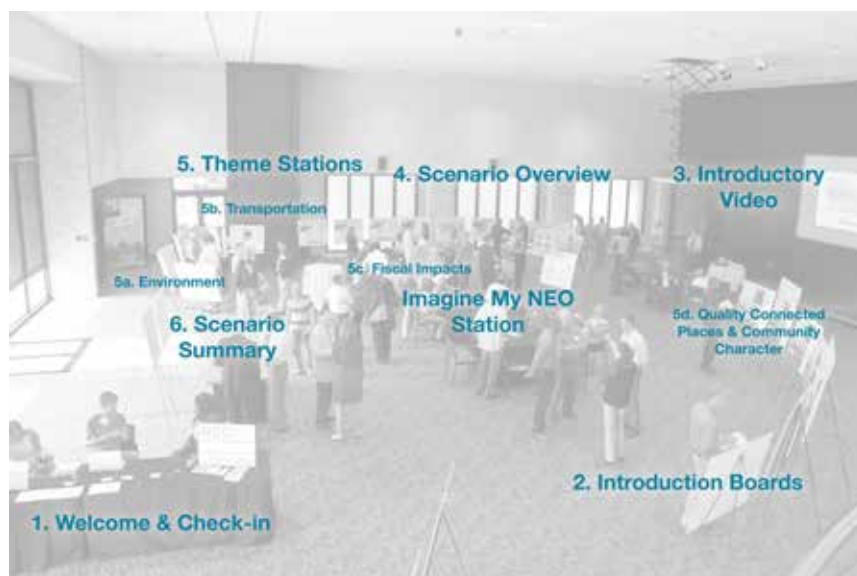 5. Theme Stations
4. Scenario Overview
3. Introductory
Video
5b. Transportation
5a. Environment
5c. Fiscal Impacts
Imagine My NEO
Station
5d. Quality Connected
Places & Community
Character
6. Scenario
Summary
2. Introduction Boards
1. Welcome & Check-in